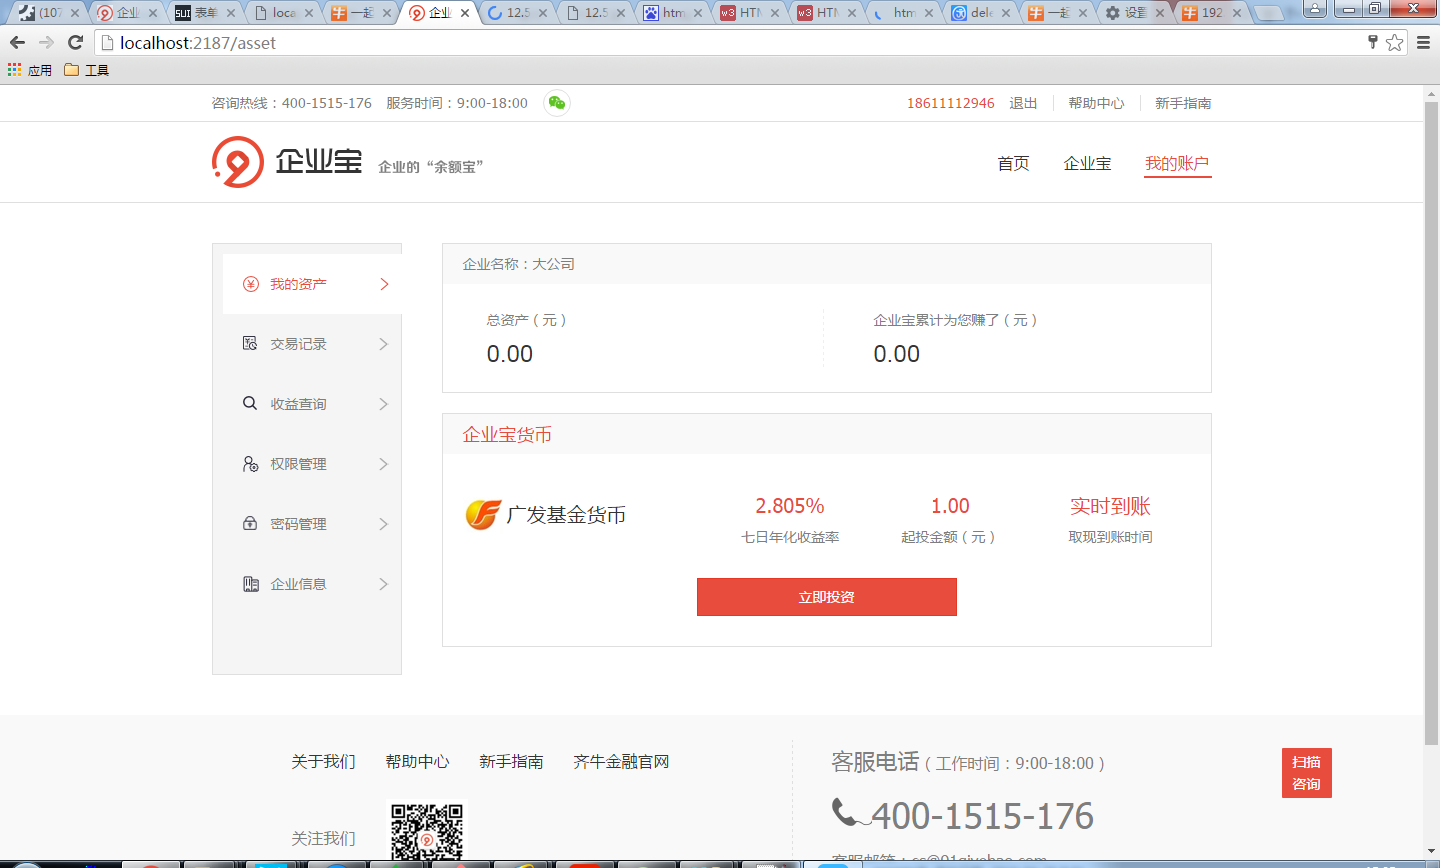 (107
企业
表单
loca
一起
企业
12.5
12.5
htm
HTM
HTM
htm
dele
一起
设置
192
localhost:2187/asset
应用 工具
咨询热线：400-1515-176 服务时间：9:00-18:00
18611112946 退出 帮助中心 新手指南
企业宝 企业的“余额宝”
首页 企业宝 我的账户
我的资产
交易记录
收益查询
权限管理
密码管理
企业信息
企业名称：大公司
总资产（元） 企业宝累计为您赚了（元）
0.00 0.00
企业宝货币
广发基金货币
2.805% 1.00 实时到账
七日年化收益率 起投金额（元） 取现到账时间
立即投资
关于我们 帮助中心 新手指南 齐牛金融官网
关注我们
客服电话（工作时间：9:00-18:00）
400-1515-176
扫描
咨询